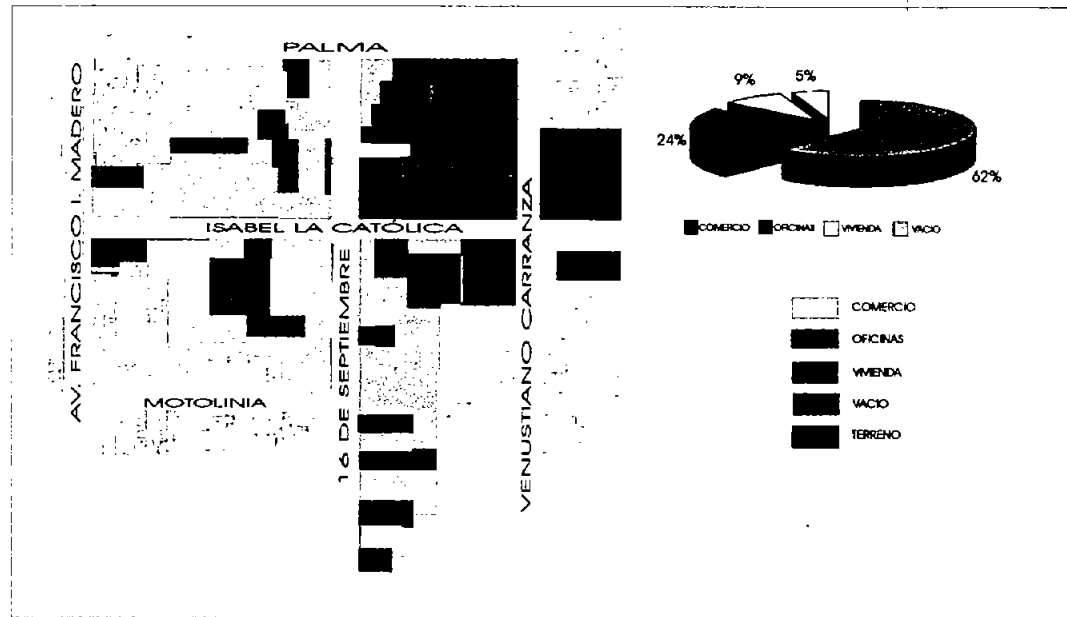 PALMA
AV. FRANCISCO I. MADERO
ISABEL LA CATÓLICA
16 DE SEPTIEMBRE
VENUSTIANO CARRANZA
MOTOLINIA
9% 5%
24%
62%
COMERCIO OFICINAS VIVIENDA VACIO
COMERCIO
OFICINAS
VIVIENDA
VACIO
TERRENO